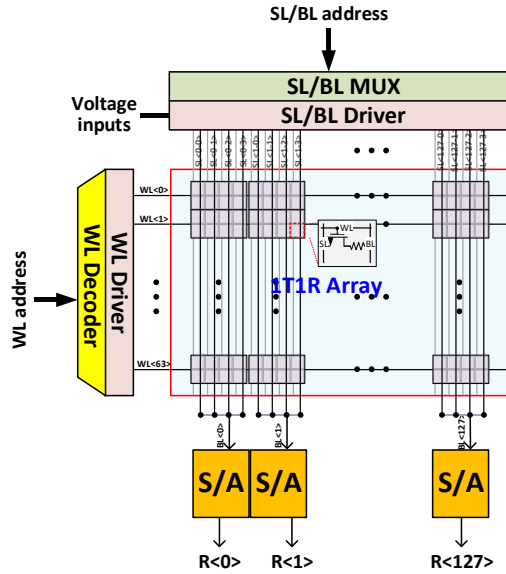 SL/BL address
SL/BL MUX
Voltage inputs
SL/BL Driver
SL<0-0>
SL<0-1>
SL<0-2>
SL<0-3>
SL<1-0>
SL<1-1>
SL<1-2>
SL<1-3>
SL<127-0>
SL<127-1>
SL<127-2>
SL<127-3>
WL<0>
WL<1>
WL
SL
BL
1T1R Array
WL address
WL Decoder
WL Driver
WL<63>
BL<0>
BL<1>
BL<127>
S/A
S/A
S/A
R<0>
R<1>
R<127>